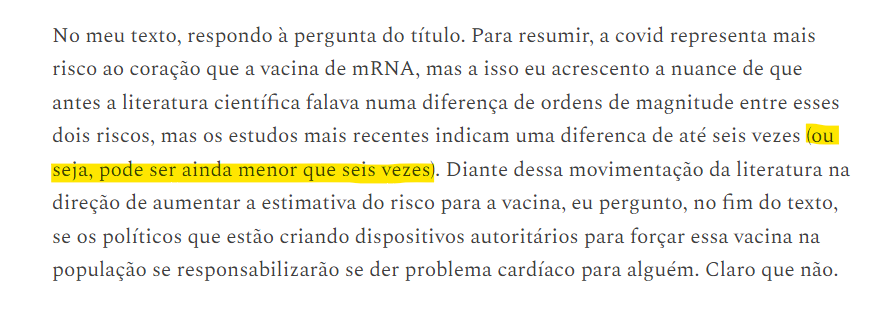 No meu texto, respondo à pergunta do título. Para resumir, a covid representa mais
risco ao coração que a vacina de mRNA, mas a isso eu acrescento a nuance de que
antes a literatura científica falava numa diferença de ordens de magnitude entre esses
dois riscos, mas os estudos mais recentes indicam uma diferenca de até seis vezes (ou
seja, pode ser ainda menor que seis vezes). Diante dessa movimentação da literatura na
direção de aumentar a estimativa do risco para a vacina, eu pergunto, no fim do texto,
se os políticos que estão criando dispositivos autoritários para forçar essa vacina na
população se responsabilizarão se der problema cardíaco para alguém. Claro que não.